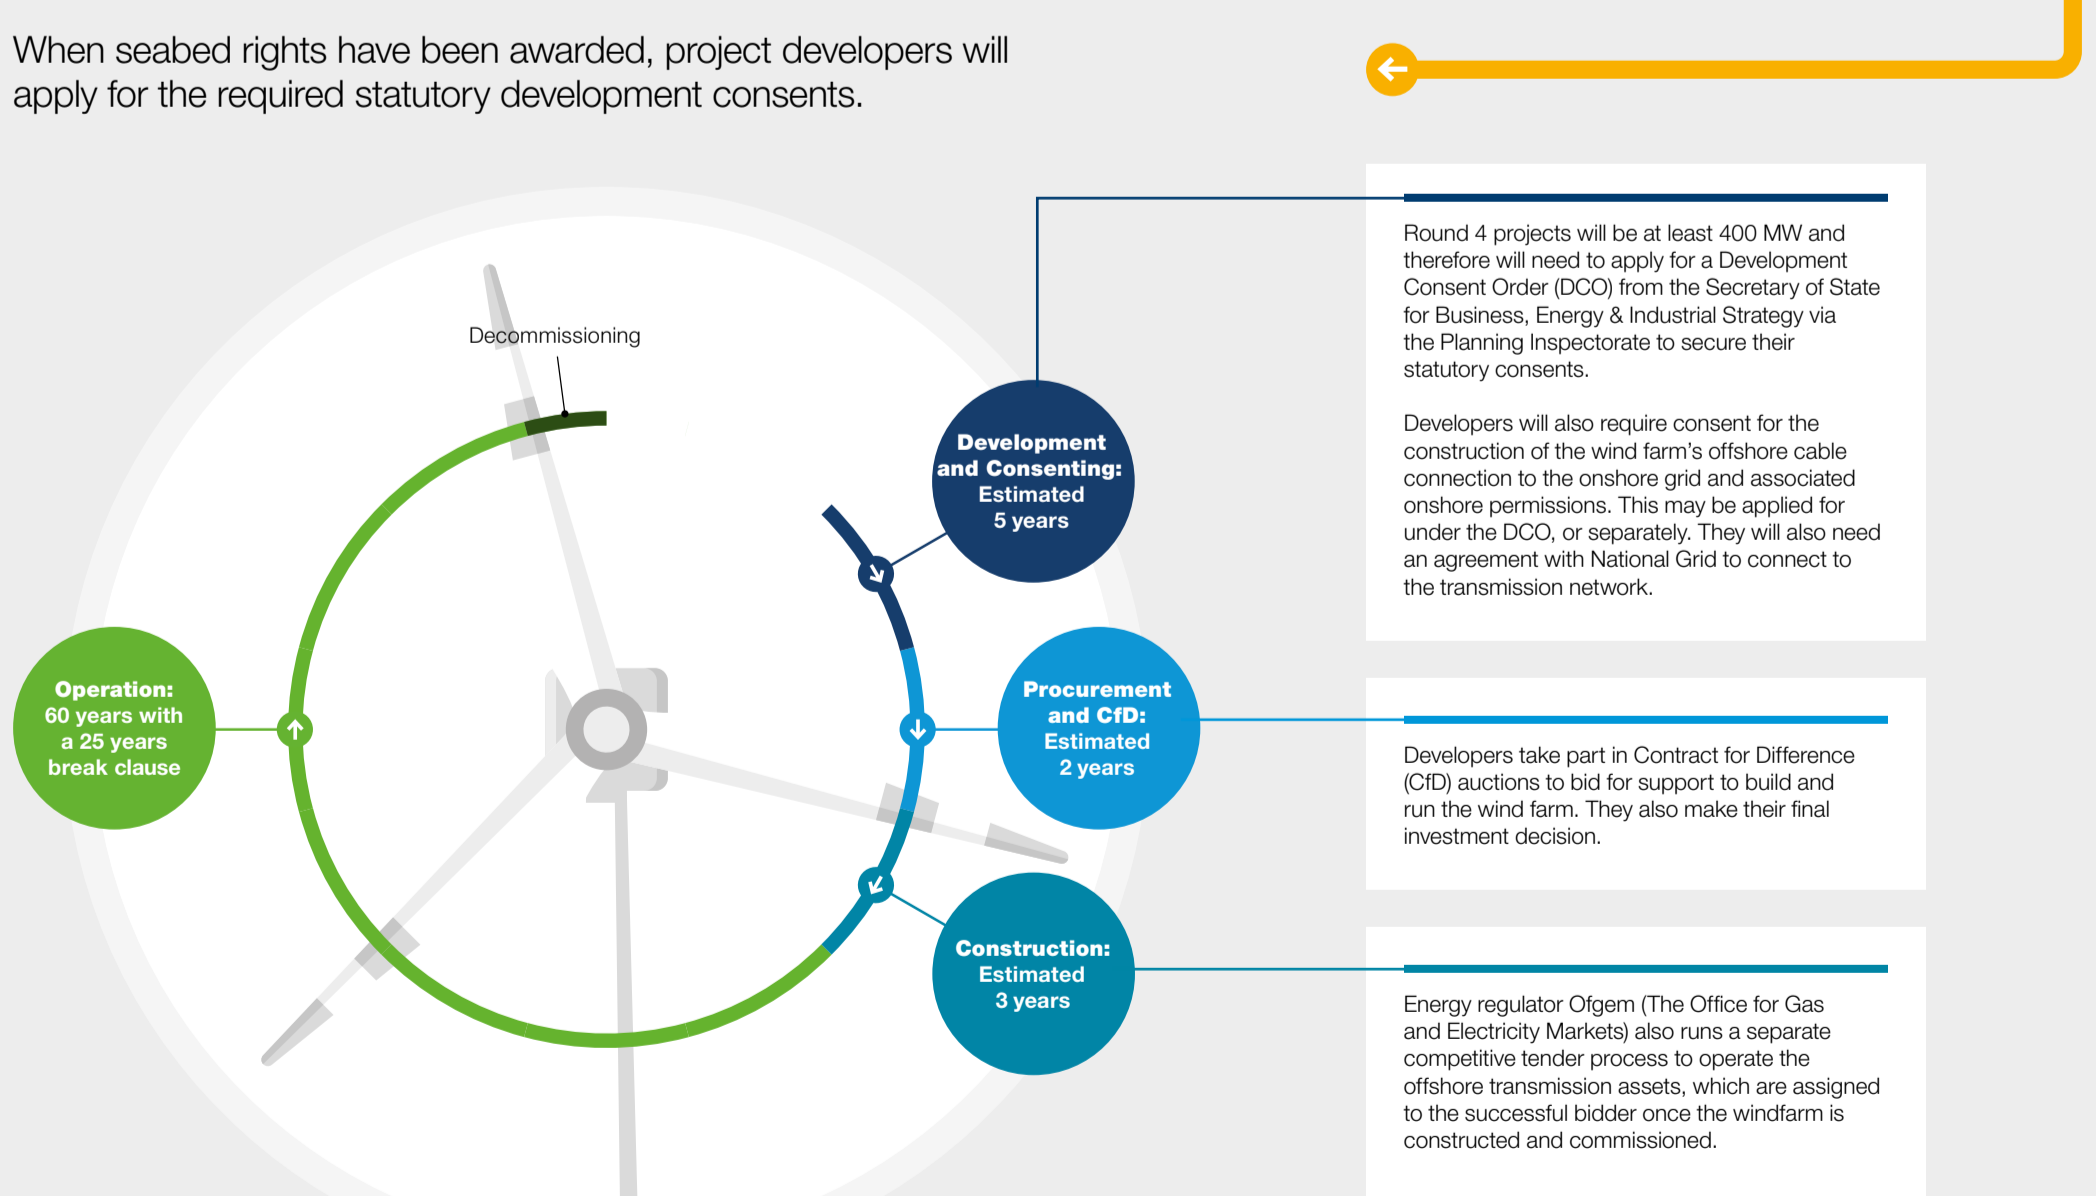 When seabed rights have been awarded, project developers will
apply for the required statutory development consents.
Decommissioning
Development
and Consenting:
Estimated
5 years
Round 4 projects will be at least 400 MW and
therefore will need to apply for a Development
Consent Order (DCO) from the Secretary of State
for Business, Energy & Industrial Strategy via
the Planning Inspectorate to secure their
statutory consents.
Developers will also require consent for the
construction of the wind farm’s offshore cable
connection to the onshore grid and associated
onshore permissions. This may be applied for
under the DCO, or separately. They will also need
an agreement with National Grid to connect to
the transmission network.
Procurement
and CfD:
Estimated
2 years
Developers take part in Contract for Difference
(CfD) auctions to bid for support to build and
run the wind farm. They also make their final
investment decision.
Construction:
Estimated
3 years
Energy regulator Ofgem (The Office for Gas
and Electricity Markets) also runs a separate
competitive tender process to operate the
offshore transmission assets, which are assigned
to the successful bidder once the windfarm is
constructed and commissioned.
Operation:
60 years with
a 25 years
break clause